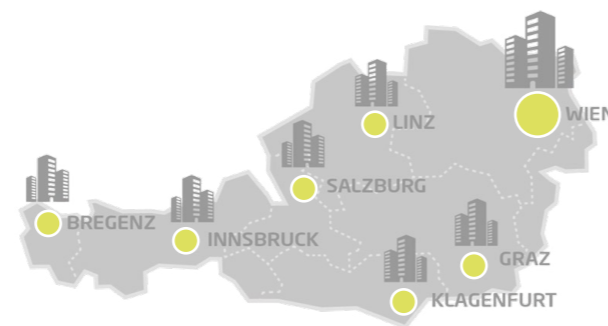 WIEN
LINZ
SALZBURG
BREGENZ
INNSBRUCK
GRAZ
KLAGENFURT